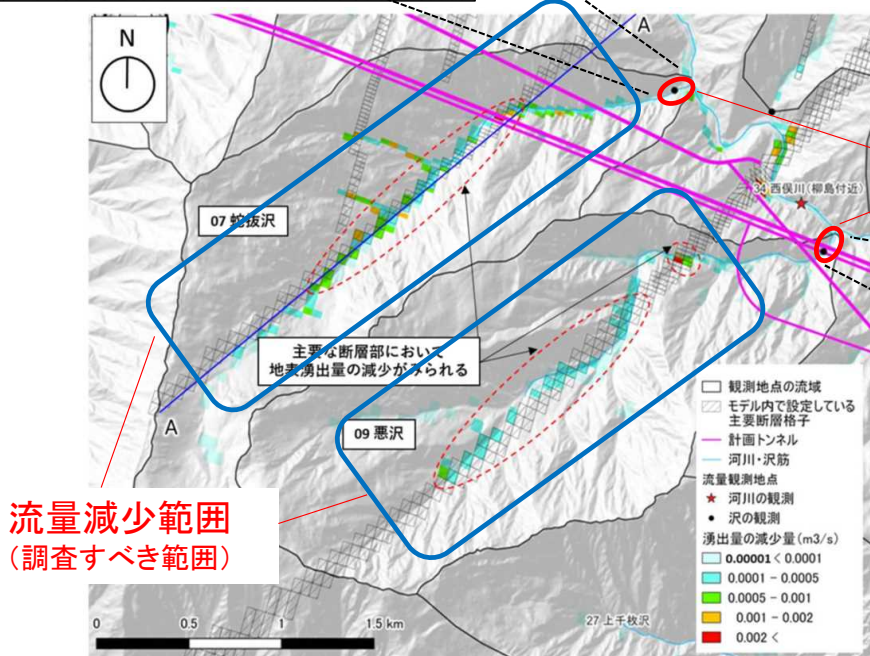 N
A
34 西俣川(柳島付近)
07 蛇抜沢
主要な断層部において
地表湧出量の減少がみられる
A
09 悪沢
流量減少範囲
(調査すべき範囲)
観測地点の流域
モデル内で設定している
主要断層格子
計画トンネル
河川・沢筋
流量観測地点
河川の観測
沢の観測
湧出量の減少量(m3/s)
0.00001 < 0.0001
0.0001 - 0.0005
0.0005 - 0.001
0.001 - 0.002
0.002 <
27 上千枚沢
0 0.5 1 1.5 km